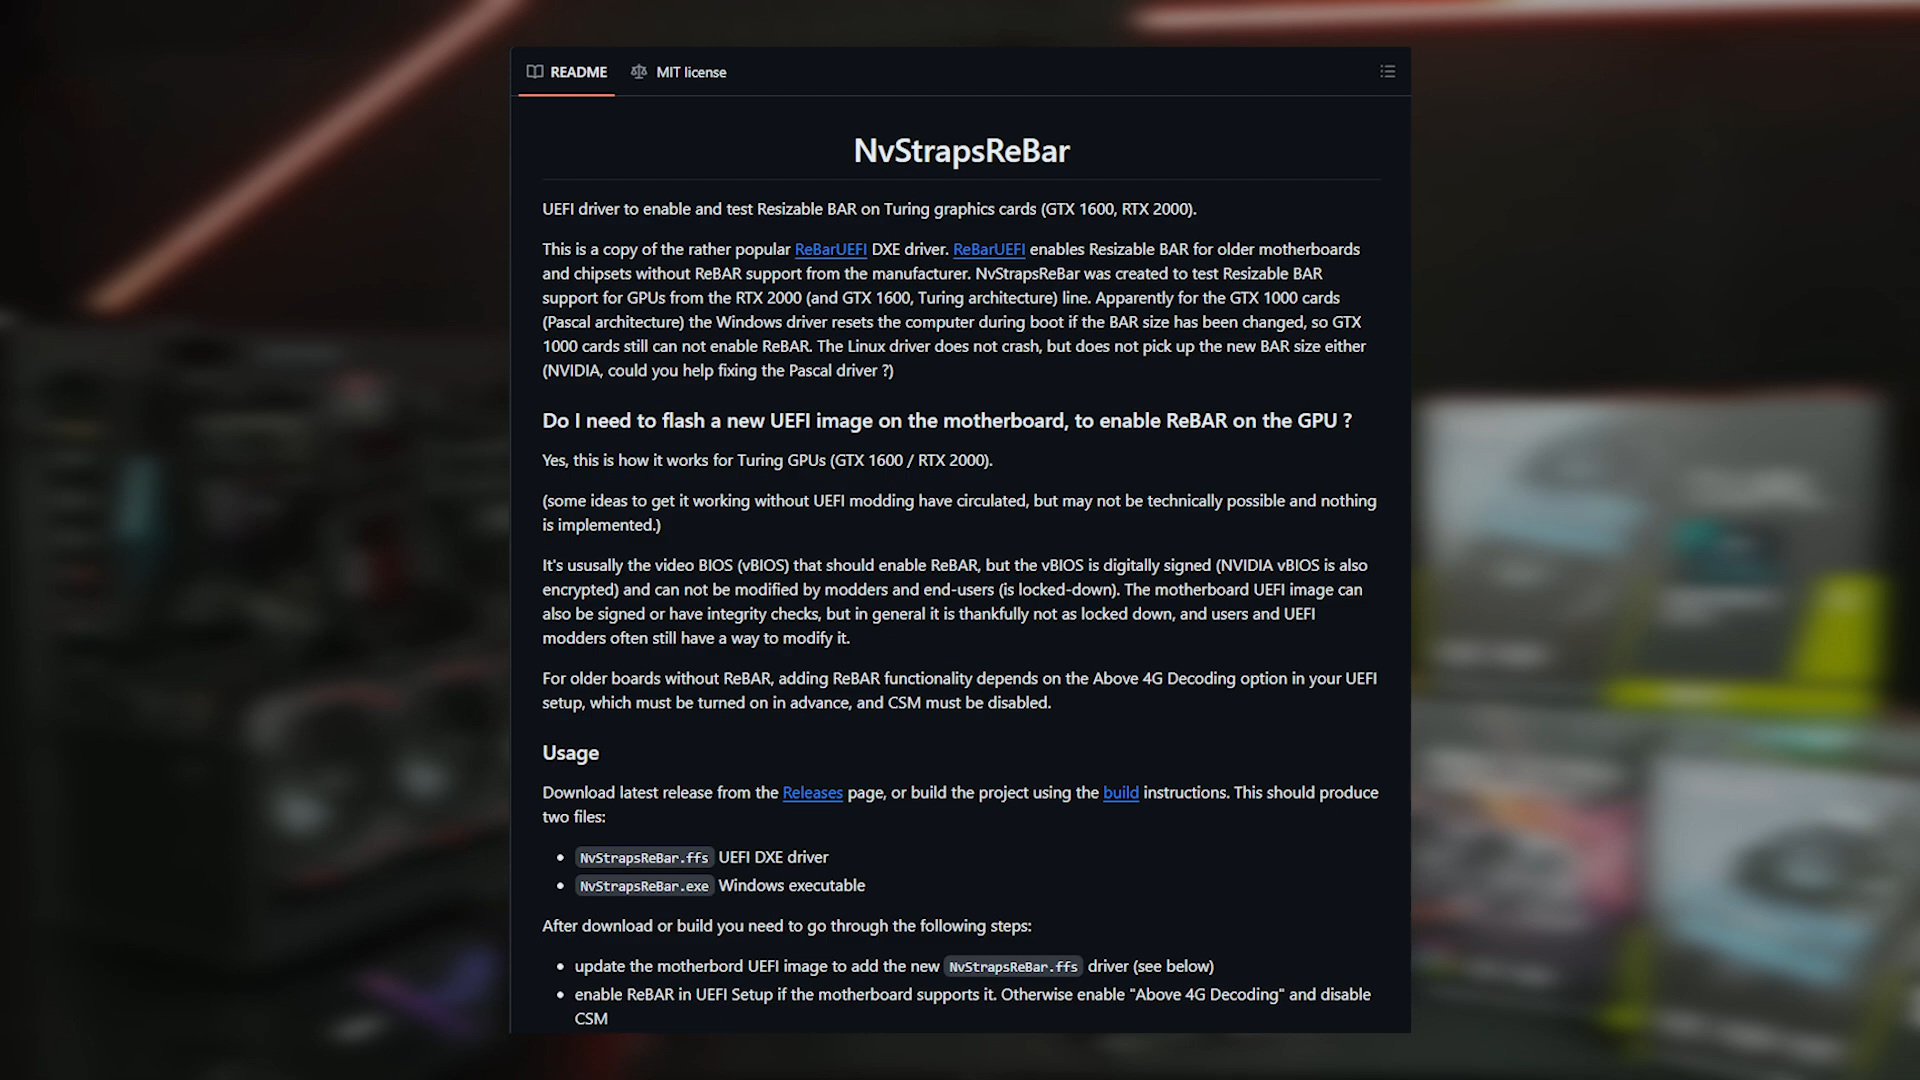 README MIT license
NvStrapsReBar
UEFI driver to enable and test Resizable BAR on Turing graphics cards (GTX 1600, RTX 2000).
This is a copy of the rather popular ReBarUEFI DXE driver. ReBarUEFI enables Resizable BAR for older motherboards
and chipsets without ReBAR support from the manufacturer. NvStrapsReBar was created to test Resizable BAR
support for GPUs from the RTX 2000 (and GTX 1600, Turing architecture) line. Apparently for the GTX 1000 cards
(Pascal architecture) the Windows driver resets the computer during boot if the BAR size has been changed, so GTX
1000 cards still can not enable ReBAR. The Linux driver does not crash, but does not pick up the new BAR size either
(NVIDIA, could you help fixing the Pascal driver ?)
Do I need to flash a new UEFI image on the motherboard, to enable ReBAR on the GPU ?
Yes, this is how it works for Turing GPUs (GTX 1600 / RTX 2000).
(some ideas to get it working without UEFI modding have circulated, but may not be technically possible and nothing
is implemented.)
It's ususally the video BIOS (vBIOS) that should enable ReBAR, but the vBIOS is digitally signed (NVIDIA vBIOS is also
encrypted) and can not be modified by modders and end-users (is locked-down). The motherboard UEFI image can
also be signed or have integrity checks, but in general it is thankfully not as locked down, and users and UEFI
modders often still have a way to modify it.
For older boards without ReBAR, adding ReBAR functionality depends on the Above 4G Decoding option in your UEFI
setup, which must be turned on in advance, and CSM must be disabled.
Usage
Download latest release from the Releases page, or build the project using the build instructions. This should produce
two files:
• NvStrapsReBar.ffs UEFI DXE driver
• NvStrapsReBar.exe Windows executable
After download or build you need to go through the following steps:
• update the motherbord UEFI image to add the new NvStrapsReBar.ffs driver (see below)
• enable ReBAR in UEFI Setup if the motherboard supports it. Otherwise enable "Above 4G Decoding" and disable
CSM